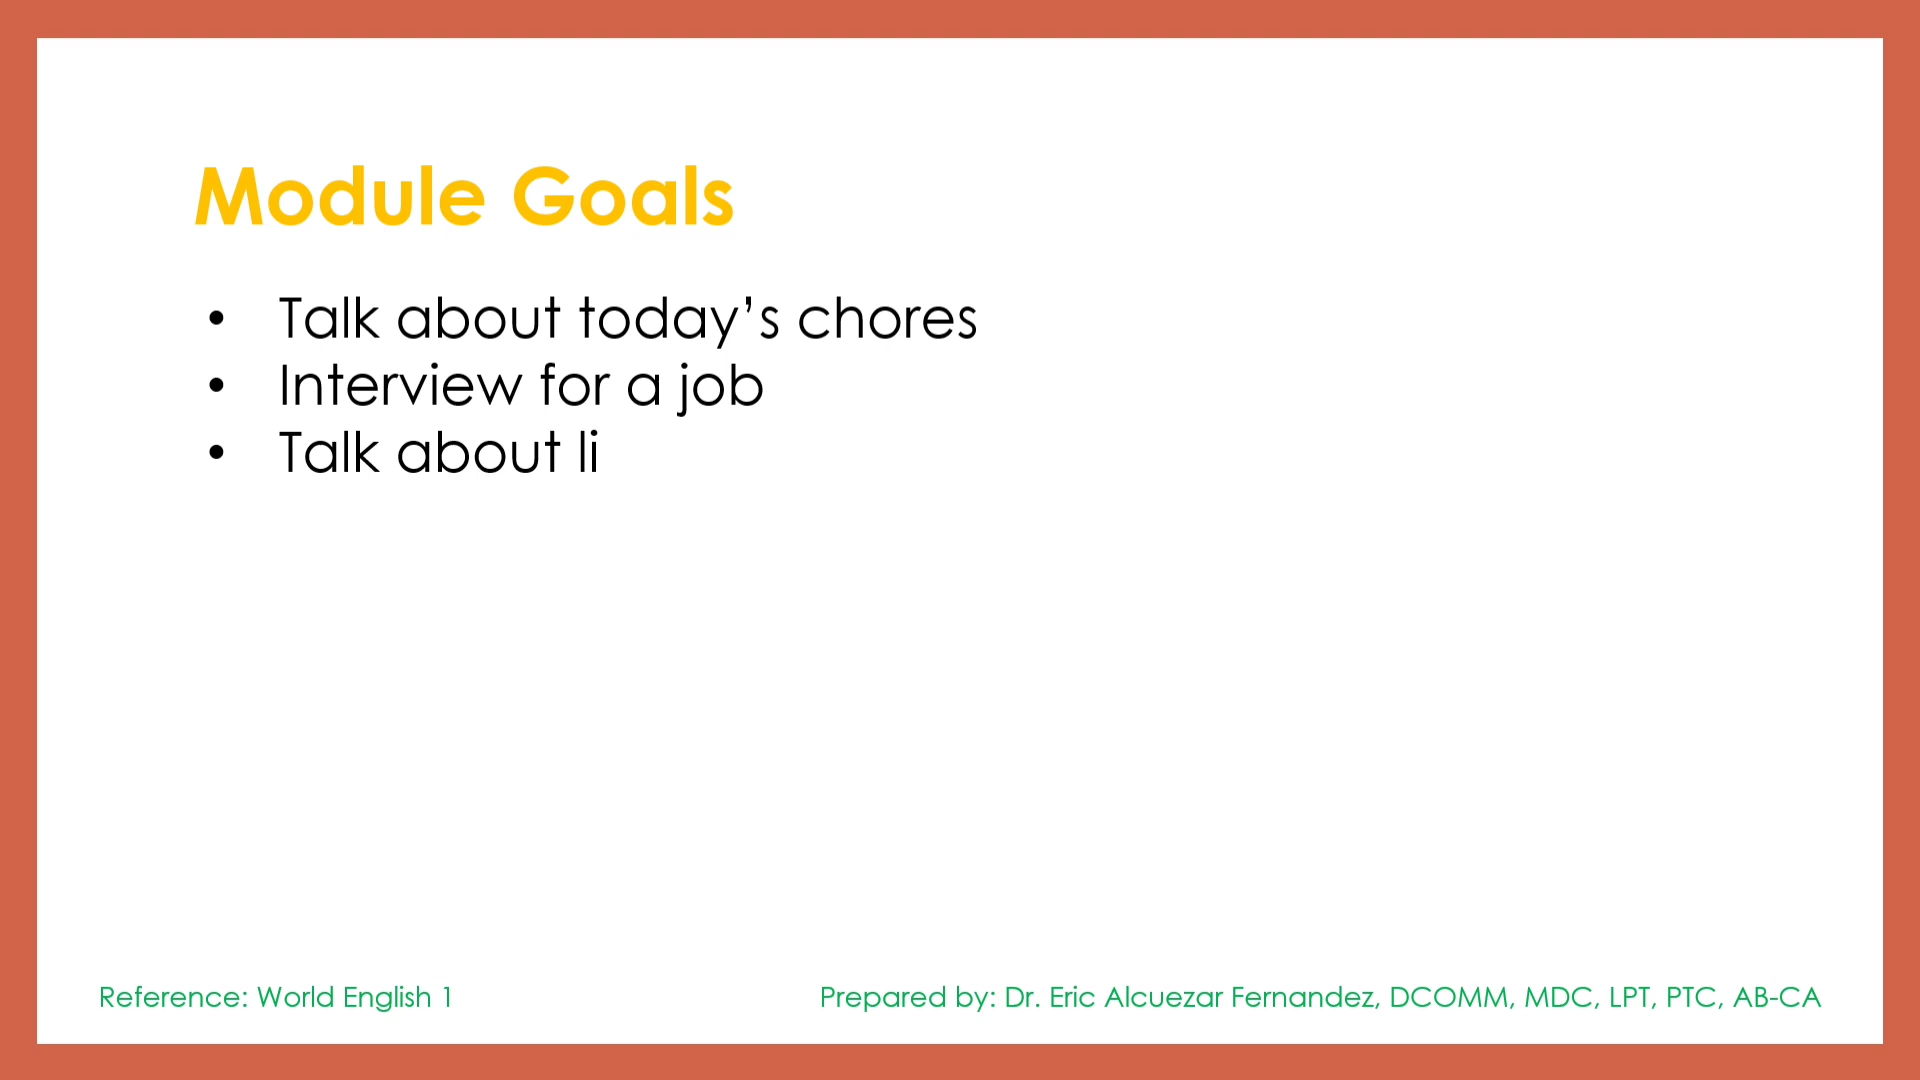 Module Goals
• Talk about today’s chores
• Interview for a job
• Talk about li
Reference: World English 1
Prepared by: Dr. Eric Alcuezar Fernandez, DCOMM, MDC, LPT, PTC, AB-CA